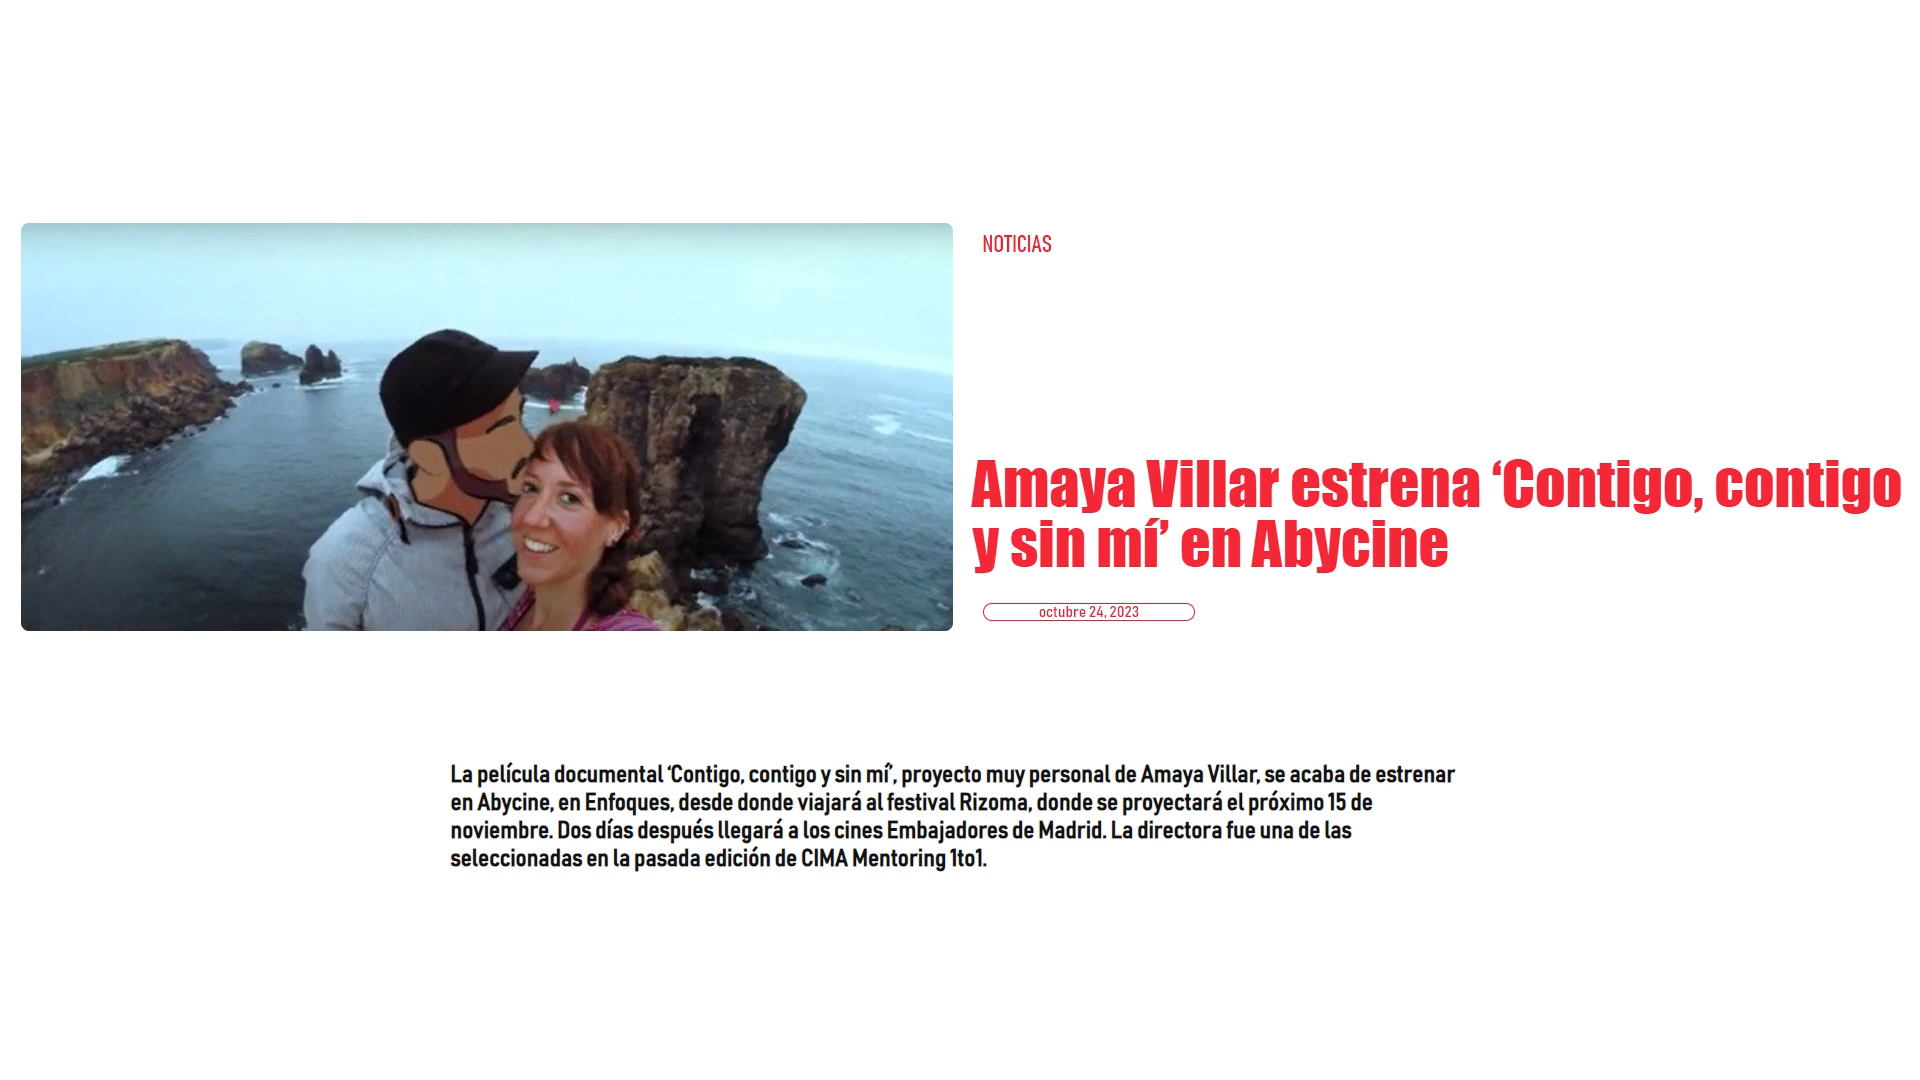 NOTICIAS
Amaya Villar estrena ‘Contigo, contigo
y sin mí’ en Abycine
octubre 24, 2023
La película documental ‘Contigo, contigo y sin mí’, proyecto muy personal de Amaya Villar, se acaba de estrenar
en Abycine, en Enfoques, desde donde viajará al festival Rizoma, donde se proyectará el próximo 15 de
noviembre. Dos días después llegará a los cines Embajadores de Madrid. La directora fue una de las
seleccionadas en la pasada edición de CIMA Mentoring 1to1.